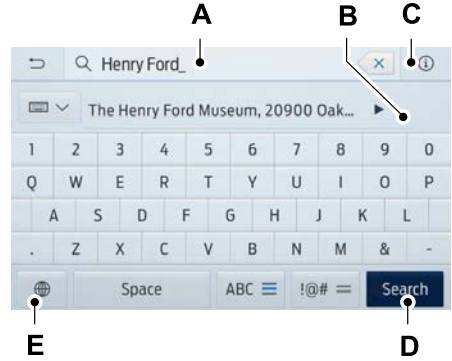 A
B
C
Henry Ford_
The Henry Ford Museum, 20900 Oak...
1 2 3 4 5 6 7 8 9 0
Q W E R T Y U I O P
A S D F G H J K L
. Z X C V B N M & -
Space ABC !@# Search
E
D